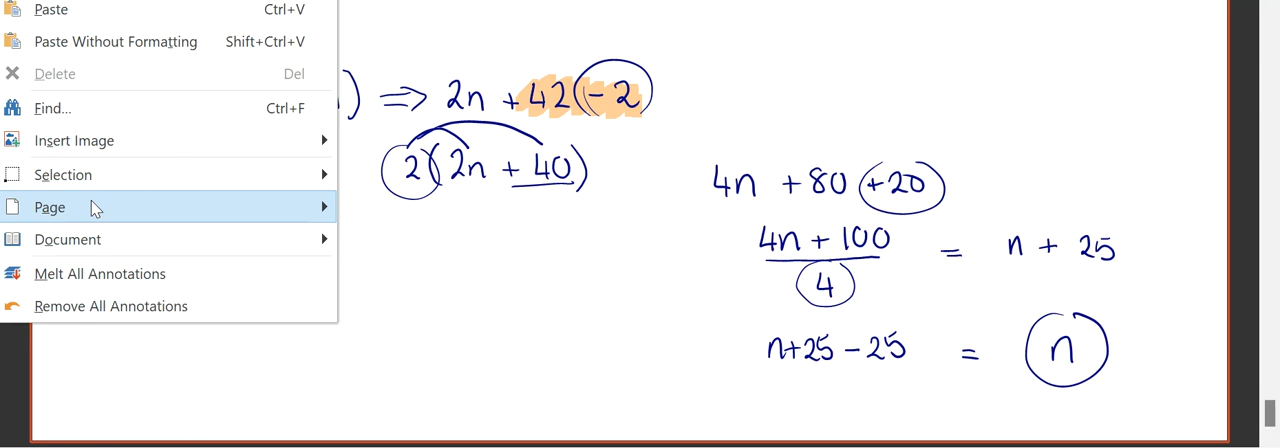 Paste Ctrl+V
Paste Without Formatting Shift+Ctrl+V
Delete Del
Find... Ctrl+F
Insert Image
Selection
Page
Document
Melt All Annotations
Remove All Annotations
) => 2n + 42 (-2)
2(2n + 40)
4n + 80 (+20)
4n + 100
4
= n + 25
n+25 - 25 = n